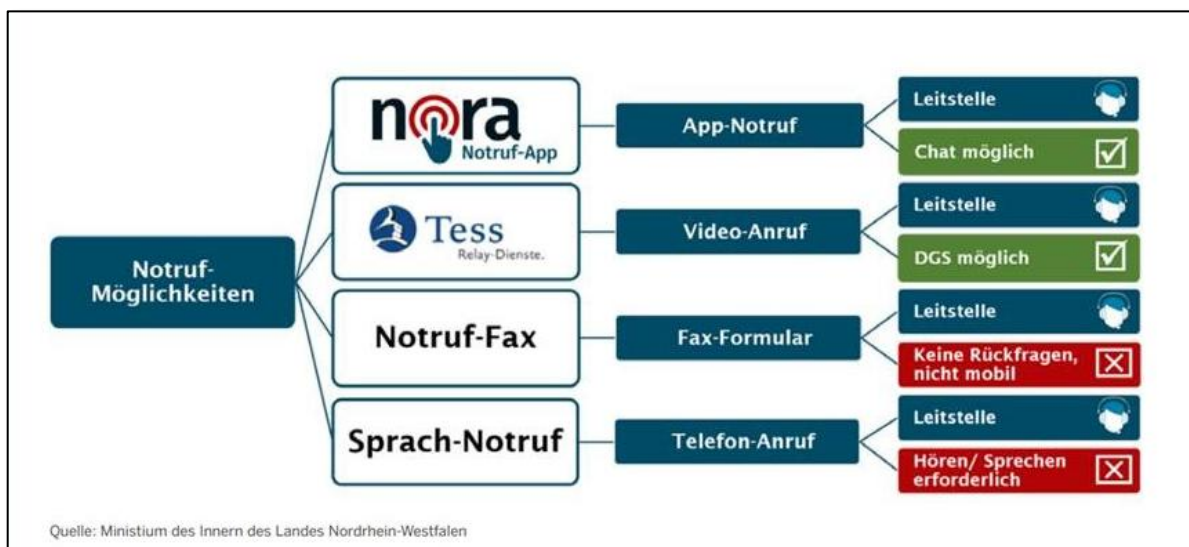 Notruf-
Möglichkeiten
nora
Notruf-App
App-Notruf
Leitstelle
Chat möglich
Tess
Relay-Dienste.
Video-Anruf
Leitstelle
DGS möglich
Notruf-Fax
Fax-Formular
Leitstelle
Keine Rückfragen,
nicht mobil
Sprach-Notruf
Telefon-Anruf
Leitstelle
Hören/ Sprechen
erforderlich
Quelle: Ministium des Innern des Landes Nordrhein-Westfalen